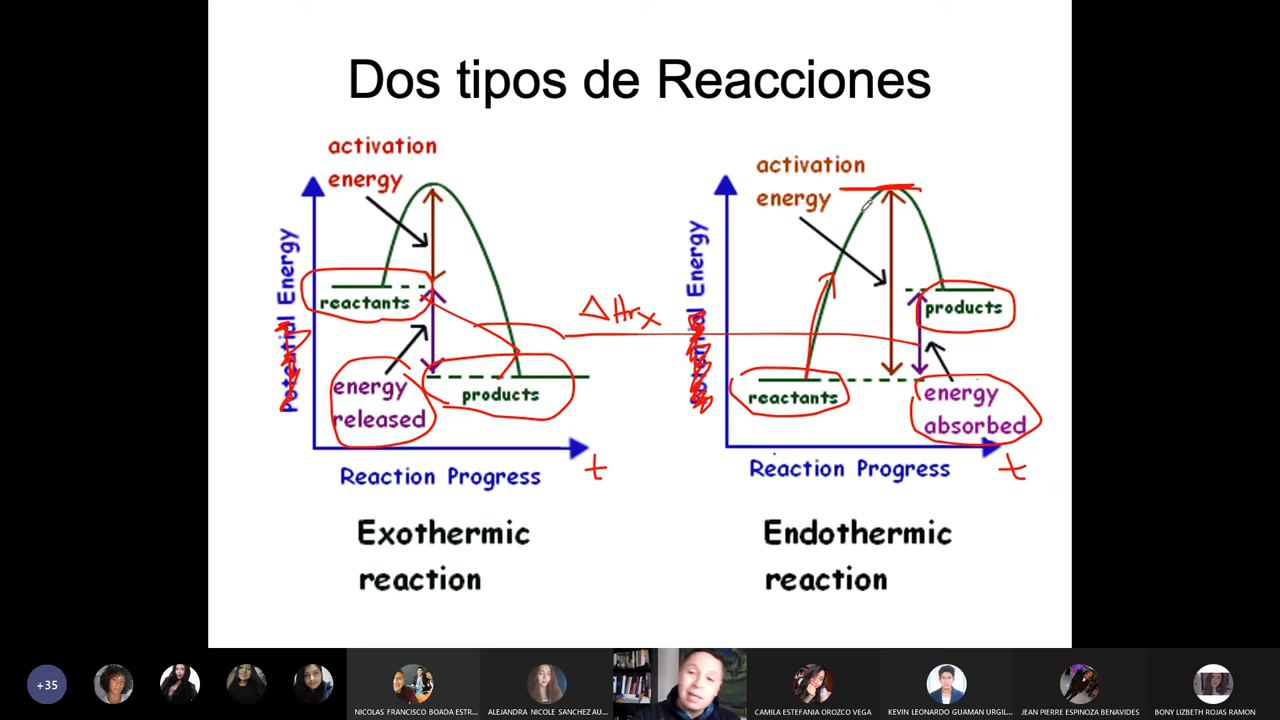 Dos tipos de Reacciones
activation
energy
Potential Energy
reactants
energy
released
products
Reaction Progress
t
Exothermic
reaction
ΔHrx
activation
energy
Potential Energy
reactants
products
energy
absorbed
Reaction Progress
t
Endothermic
reaction
+35
NICOLAS FRANCISCO BOADA ESTR...
ALEJANDRA NICOLE SANCHEZ AU...
CAMILA ESTEFANIA OROZCO VEGA
KEVIN LEONARDO GUAMAN URGIL...
JEAN PIERRE ESPINOZA BENAVIDES
BONY LIZBETH ROJAS RAMON